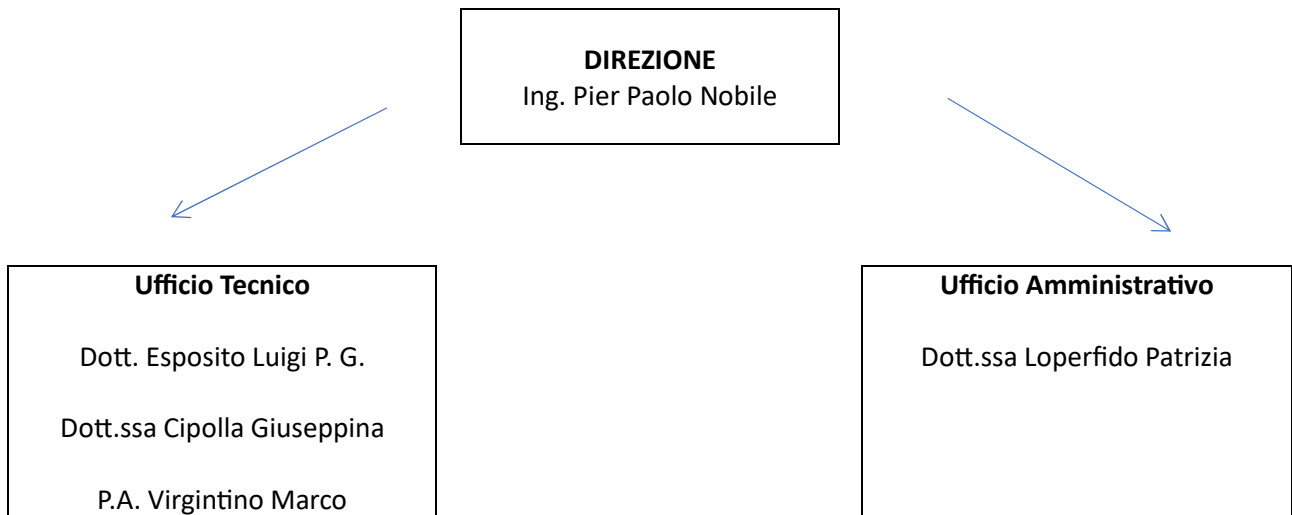 DIREZIONE
Ing. Pier Paolo Nobile
Ufficio Tecnico
Dott. Esposito Luigi P. G.
Dott.ssa Cipolla Giuseppina
P.A. Virgintino Marco
Ufficio Amministrativo
Dott.ssa Loperfido Patrizia